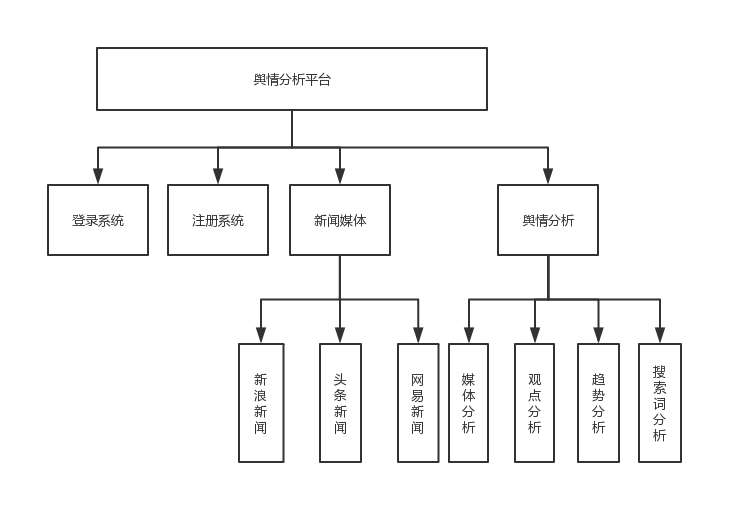 舆情分析平台
登录系统
注册系统
新闻媒体
舆情分析
新浪新闻
头条新闻
网易新闻
媒体分析
观点分析
趋势分析
搜索词分析